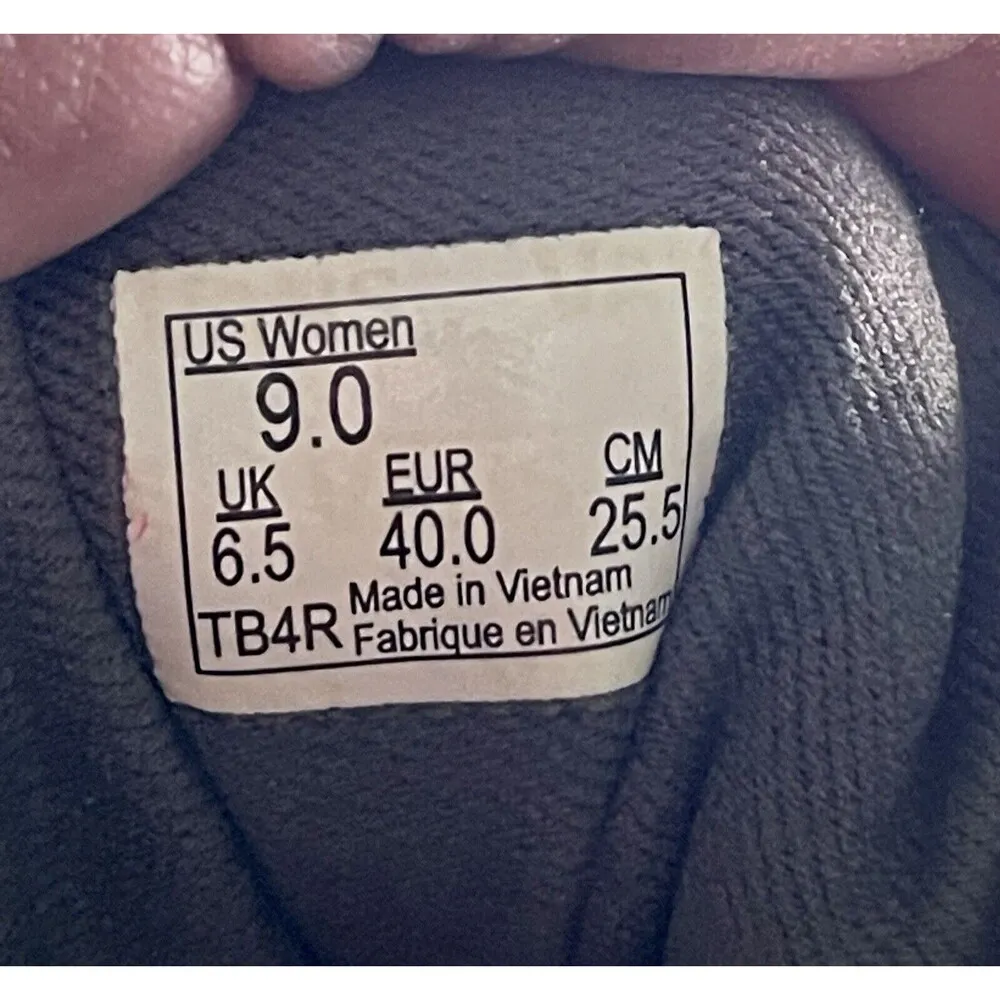 US Women
9.0
UK EUR CM
6.5 40.0 25.5
Made in Vietnam
TB4R Fabrique en Vietnam